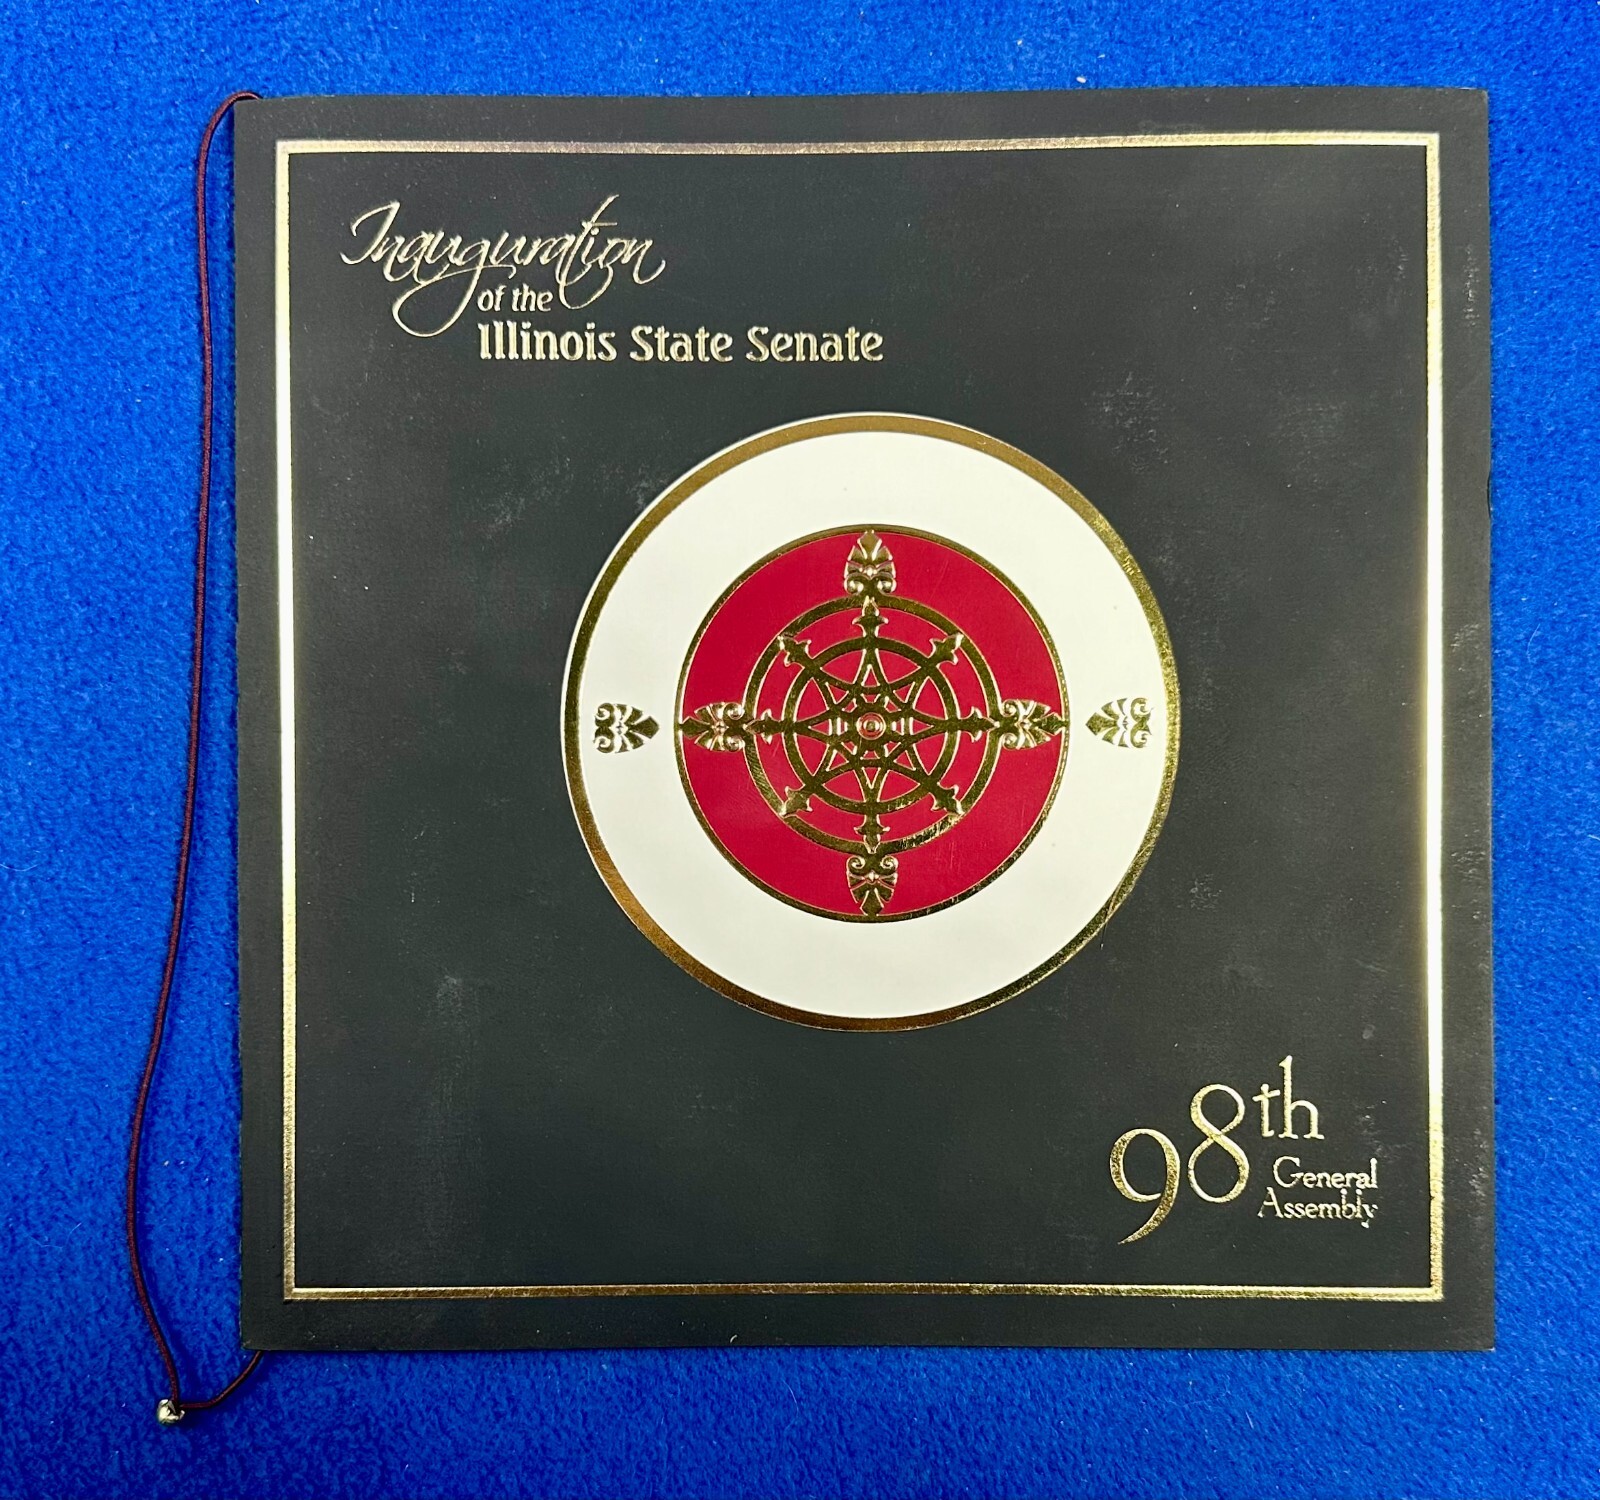 Inauguration
of the
Illinois State Senate
98th
General
Assembly